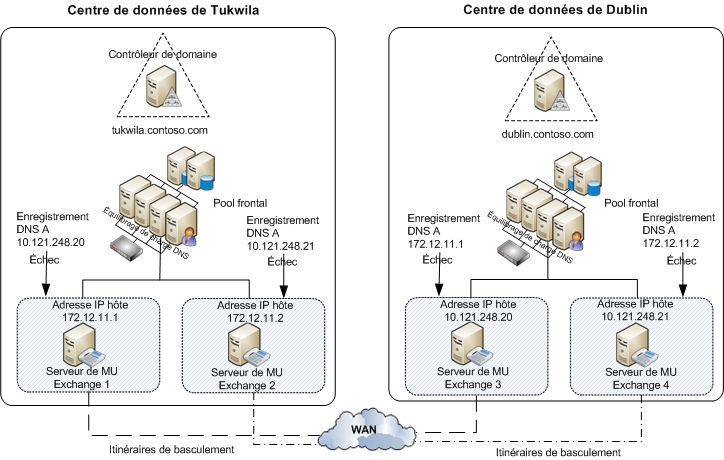 Centre de données de Tukwila
Contrôleur de domaine
tukwila.contoso.com
Pool frontal
Équilibrage de charge DNS
Enregistrement
DNS A
10.121.248.20
Échec
Enregistrement
DNS A
10.121.248.21
Échec
Adresse IP hôte
172.12.11.1
Serveur de MU
Exchange 1
Adresse IP hôte
172.12.11.2
Serveur de MU
Exchange 2
Centre de données de Dublin
Contrôleur de domaine
dublin.contoso.com
Pool frontal
Équilibrage de charge DNS
Enregistrement
DNS A
172.12.11.1
Échec
Enregistrement
DNS A
172.12.11.2
Échec
Adresse IP hôte
10.121.248.20
Serveur de MU
Exchange 3
Adresse IP hôte
10.121.248.21
Serveur de MU
Exchange 4
WAN
Itinéraires de basculement
Itinéraires de basculement